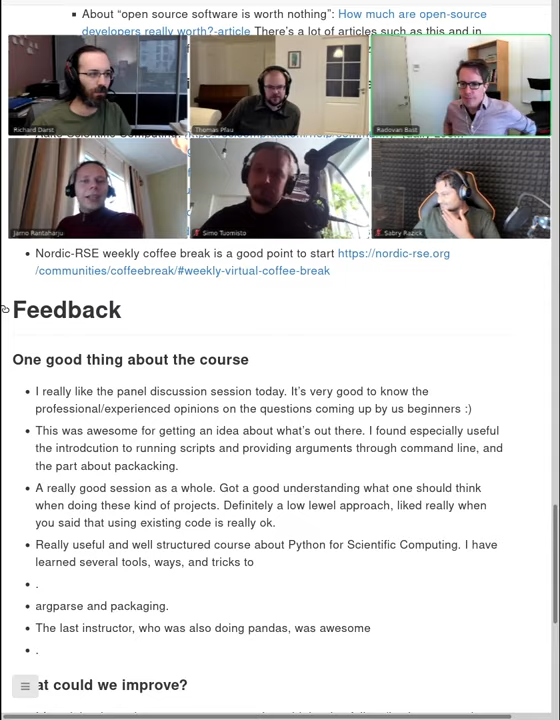 About “open source software is worth nothing”: How much are open-source
developers really worth?-article There’s a lot of articles such as this and in
Richard Darst
Thomas Pfau
Radovan Bast
Jarno Rantaharju
Simo Tuomisto
Sabry Razick
Nordic-RSE weekly coffee break is a good point to start https://nordic-rse.org
/communities/coffeebreak/#weekly-virtual-coffee-break
Feedback
One good thing about the course
I really like the panel discussion session today. It’s very good to know the
professional/experienced opinions on the questions coming up by us beginners :)
This was awesome for getting an idea about what’s out there. I found especially useful
the introdcution to running scripts and providing arguments through command line, and
the part about packacking.
A really good session as a whole. Got a good understanding what one should think
when doing these kind of projects. Definitely a low lewel approach, liked really when
you said that using existing code is really ok.
Really useful and well structured course about Python for Scientific Computing. I have
learned several tools, ways, and tricks to
.
argparse and packaging.
The last instructor, who was also doing pandas, was awesome
.
at could we improve?